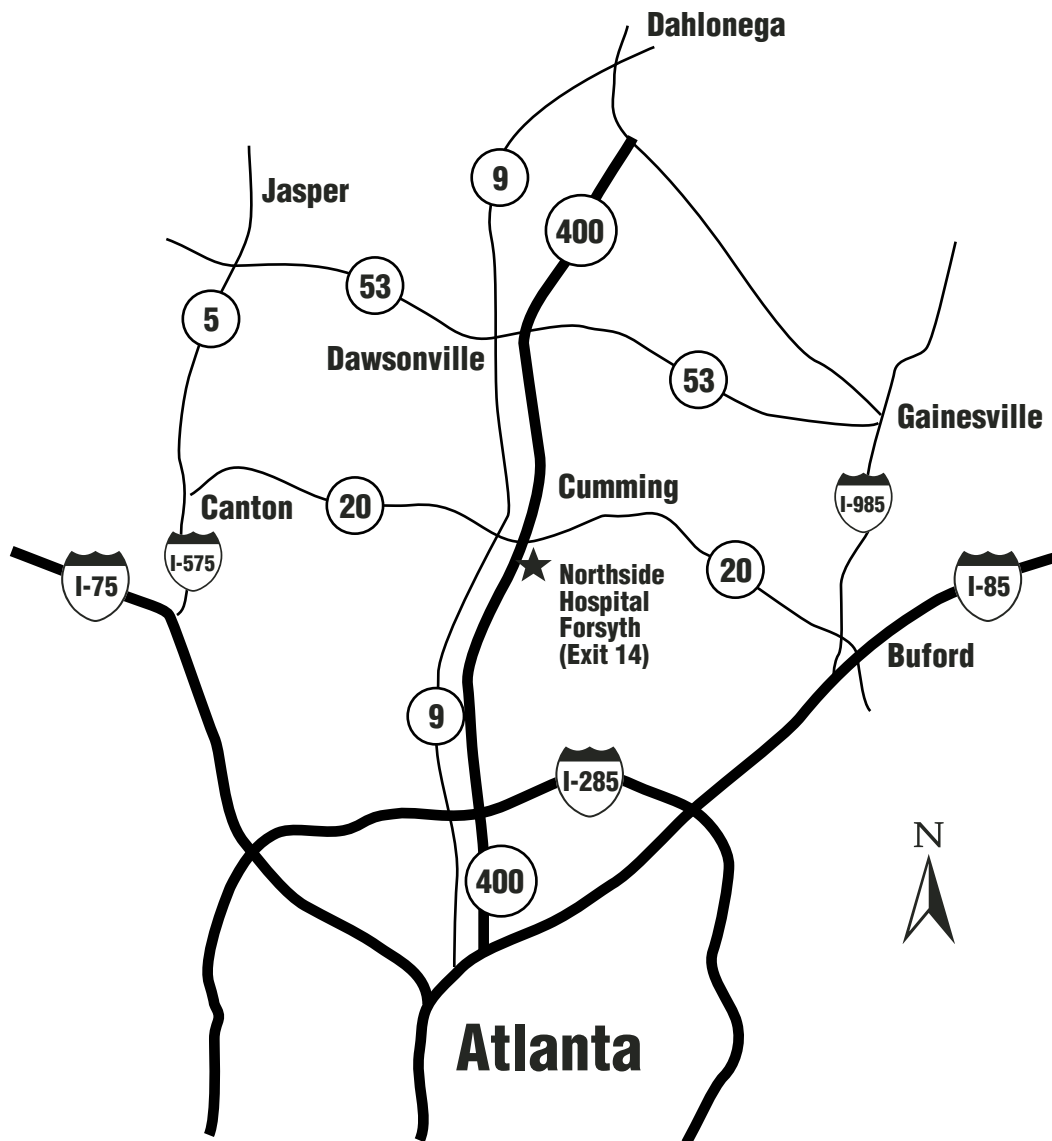 Dahlonega
9
Jasper
400
53
5
Dawsonville
53
Gainesville
Cumming
20
Canton
I-985
I-575
I-75
Northside
Hospital
Forsyth
(Exit 14)
20
I-85
Buford
9
I-285
N
400
Atlanta